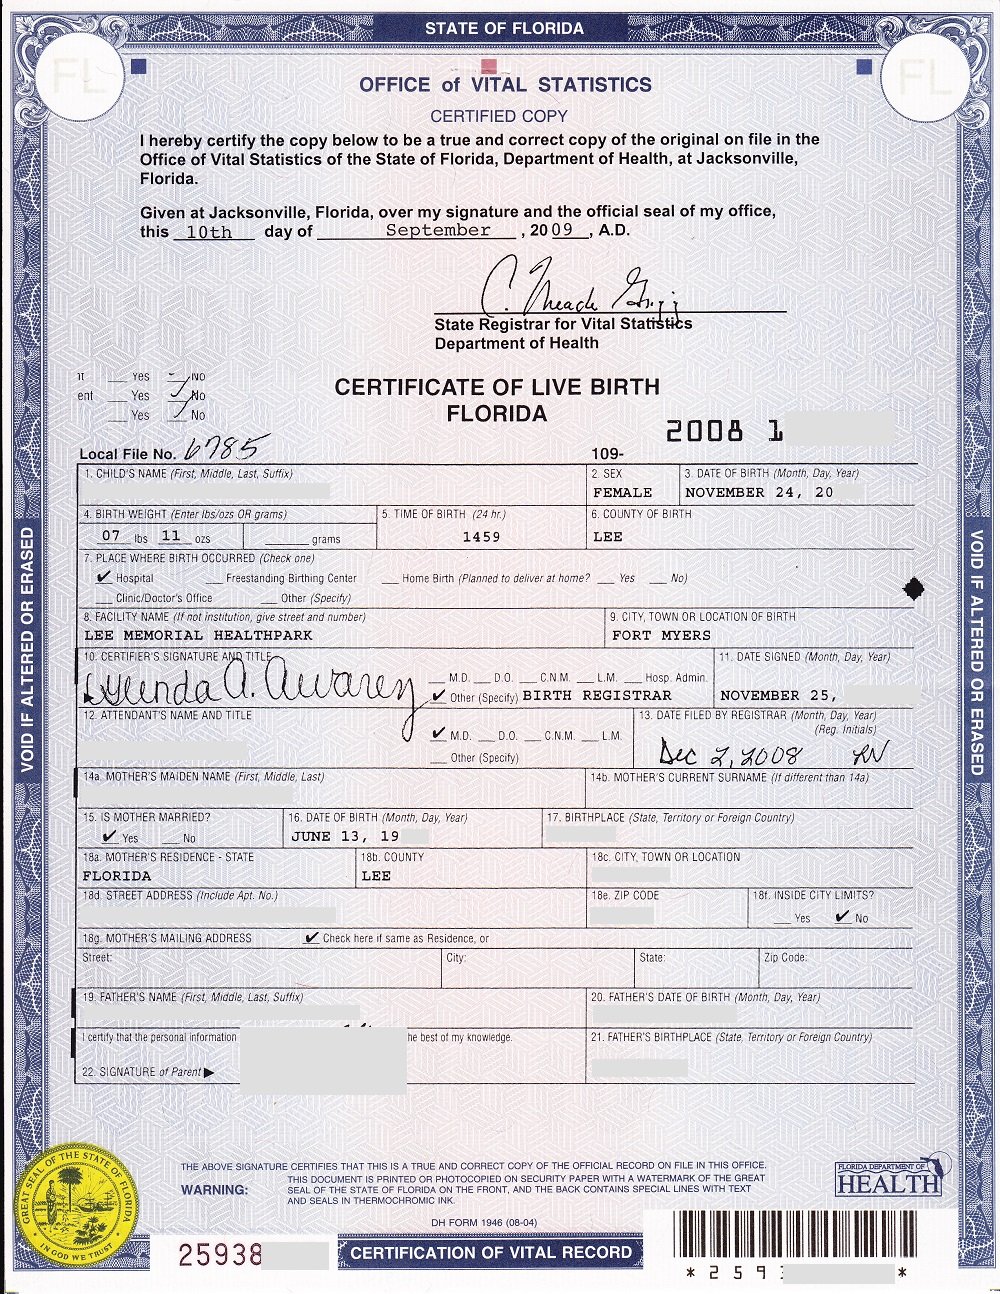 STATE OF FLORIDA
FL
FL
OFFICE of VITAL STATISTICS
CERTIFIED COPY
I hereby certify the copy below to be a true and correct copy of the original on file in the
Office of Vital Statistics of the State of Florida, Department of Health, at Jacksonville,
Florida.
Given at Jacksonville, Florida, over my signature and the official seal of my office,
this 10th day of September , 2009 , A.D.
C. Meade
State Registrar for Vital Statistics
Department of Health
Yes No
ent Yes No
Yes No
CERTIFICATE OF LIVE BIRTH
FLORIDA
2008 1
Local File No. 6785
109-
1. CHILD'S NAME (First, Middle, Last, Suffix)
2 SEX
3. DATE OF BIRTH (Month, Day, Year)
FEMALE
NOVEMBER 24, 20
4. BIRTH WEIGHT (Enter lbs/ozs OR grams)
5. TIME OF BIRTH (24 hr.)
6. COUNTY OF BIRTH
07 lbs 11 ozs grams
1459
LEE
7. PLACE WHERE BIRTH OCCURRED (Check one)
✔ Hospital Freestanding Birthing Center Home Birth (Planned to deliver at home? Yes No)
Clinic/Doctor's Office Other (Specify)
8. FACILITY NAME (If not institution, give street and number)
9. CITY, TOWN OR LOCATION OF BIRTH
LEE MEMORIAL HEALTHPARK
FORT MYERS
10. CERTIFIER'S SIGNATURE AND TITLE
11. DATE SIGNED (Month, Day, Year)
M.D. D.O. C.N.M. L.M. Hosp. Admin.
A. Alvarez
✔ Other (Specify) BIRTH REGISTRAR
NOVEMBER 25,
12. ATTENDANT'S NAME AND TITLE
13. DATE FILED BY REGISTRAR (Month, Day, Year)
(Reg. Initials)
✔ M.D. D.O. C.N.M. L.M.
Other (Specify)
Dec 2, 2008
14a. MOTHER'S MAIDEN NAME (First, Middle, Last)
14b. MOTHER'S CURRENT SURNAME (If different than 14a)
15. IS MOTHER MARRIED?
16. DATE OF BIRTH (Month, Day, Year)
17. BIRTHPLACE (State, Territory or Foreign Country)
✔ Yes No
JUNE 13, 19
18a. MOTHER'S RESIDENCE - STATE
18b. COUNTY
18c. CITY, TOWN OR LOCATION
FLORIDA
LEE
18d. STREET ADDRESS (Include Apt. No.)
18e. ZIP CODE
18f. INSIDE CITY LIMITS?
Yes ✔ No
18g. MOTHER'S MAILING ADDRESS ✔ Check here if same as Residence, or
Street: City: State: Zip Code:
19. FATHER'S NAME (First, Middle, Last, Suffix)
20. FATHER'S DATE OF BIRTH (Month, Day, Year)
I certify that the personal information he best of my knowledge.
21. FATHER'S BIRTHPLACE (State, Territory or Foreign Country)
22. SIGNATURE of Parent ▶
VOID IF ALTERED OR ERASED
VOID IF ALTERED OR ERASED
THE ABOVE SIGNATURE CERTIFIES THAT THIS IS A TRUE AND CORRECT COPY OF THE OFFICIAL RECORD ON FILE IN THIS OFFICE.
WARNING:
THIS DOCUMENT IS PRINTED OR PHOTOCOPIED ON SECURITY PAPER WITH A WATERMARK OF THE GREAT
SEAL OF THE STATE OF FLORIDA ON THE FRONT, AND THE BACK CONTAINS SPECIAL LINES WITH TEXT
AND SEALS IN THERMOCHROMIC INK.
DH FORM 1946 (08-04)
GREAT SEAL OF THE STATE OF FLORIDA
IN GOD WE TRUST
FLORIDA DEPARTMENT OF
HEALTH
25938
CERTIFICATION OF VITAL RECORD
* 2 5 9 *